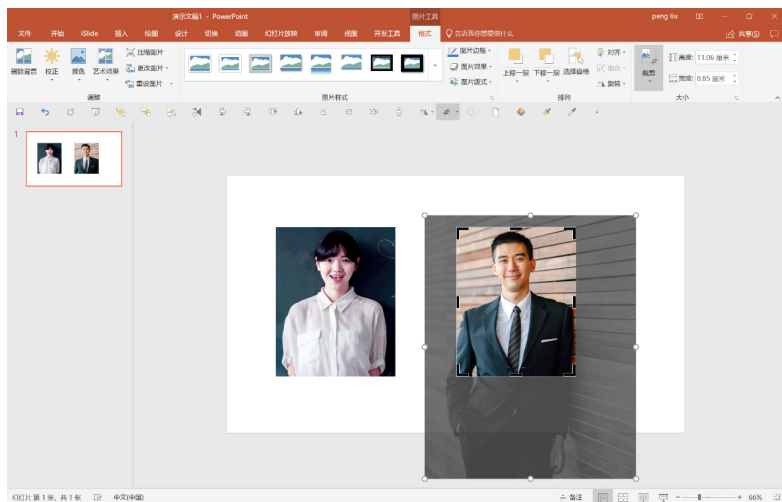 演示文稿1 - PowerPoint
图片工具
peng liu
文件 开始 iSlide 插入 绘图 设计 切换 动画 幻灯片放映 审阅 视图 开发工具 格式 告诉我你想要做什么 共享(S)
删除背景 校正 颜色 艺术效果 压缩图片 更改图片 重设图片
图片边框 图片效果 图片版式
上移一层 下移一层 选择窗格 对齐 组合 旋转
裁剪 高度: 11.06 厘米 宽度: 8.85 厘米
调整 图片样式 排列 大小
1
幻灯片 第 1 张，共 1 张 中文(中国) 备注 66%